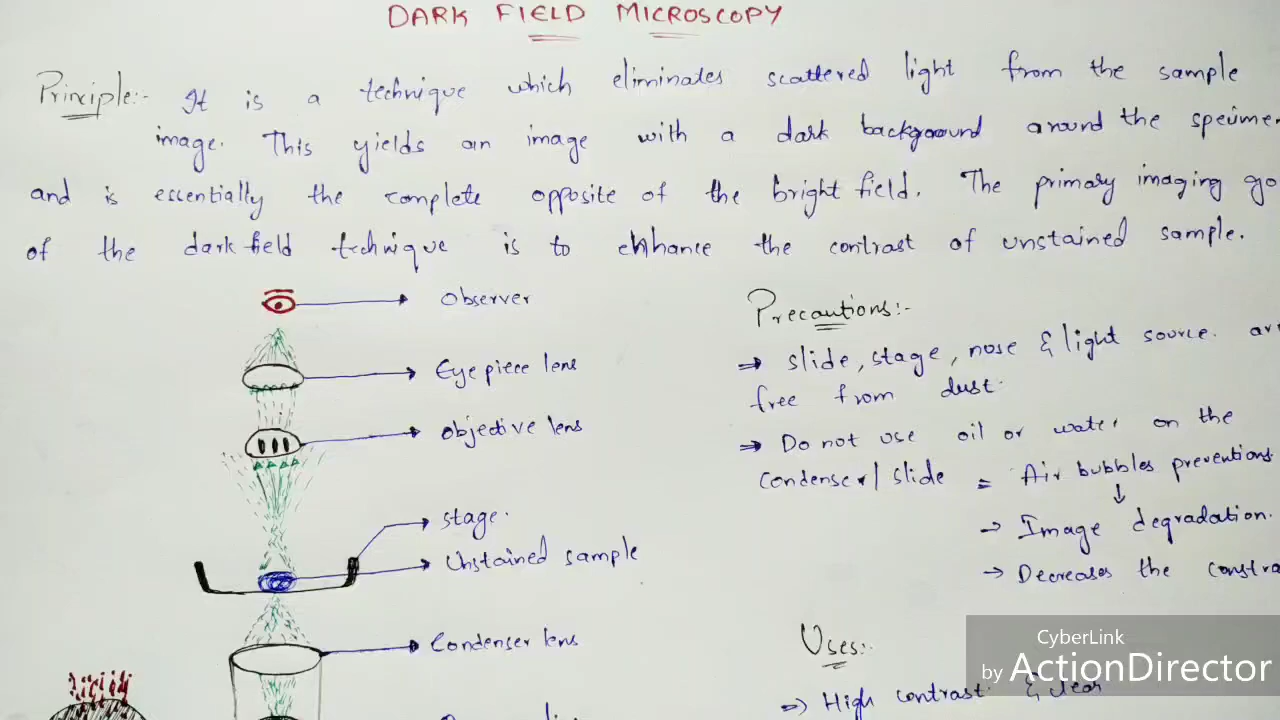 DARK FIELD MICROSCOPY
Principle:- It is a technique which eliminates scattered light from the sample
image. This yields an image with a dark background around the specimen
and is essentially the complete opposite of the bright field. The primary imaging go
of the dark field technique is to enhance the contrast of unstained sample.
Observer
Eye piece lens
Objective lens
stage.
Unstained sample
Condenser lens
Precautions:-
⇒ slide, stage, nose & light source. ar
free from dust.
⇒ Do not use oil or water on the
Condenser/slide = Air bubbles preventions
↓
→ Image degradation.
→ Decreases the constra
Uses:-
⇒ High contrast & clear
CyberLink
by ActionDirector